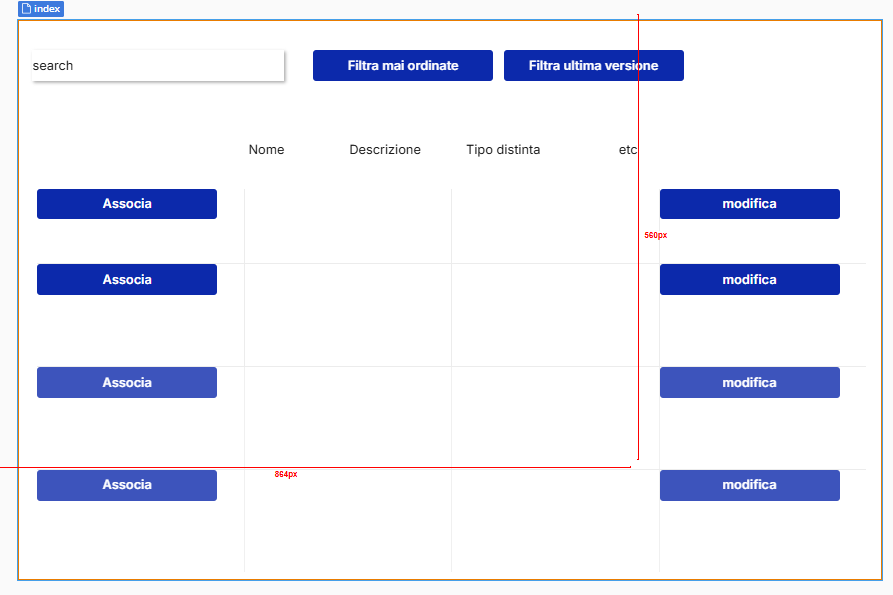 index
search
Filtra mai ordinate
Filtra ultima versione
Nome Descrizione Tipo distinta etc
Associa modifica
560px
Associa modifica
Associa modifica
864px
Associa modifica